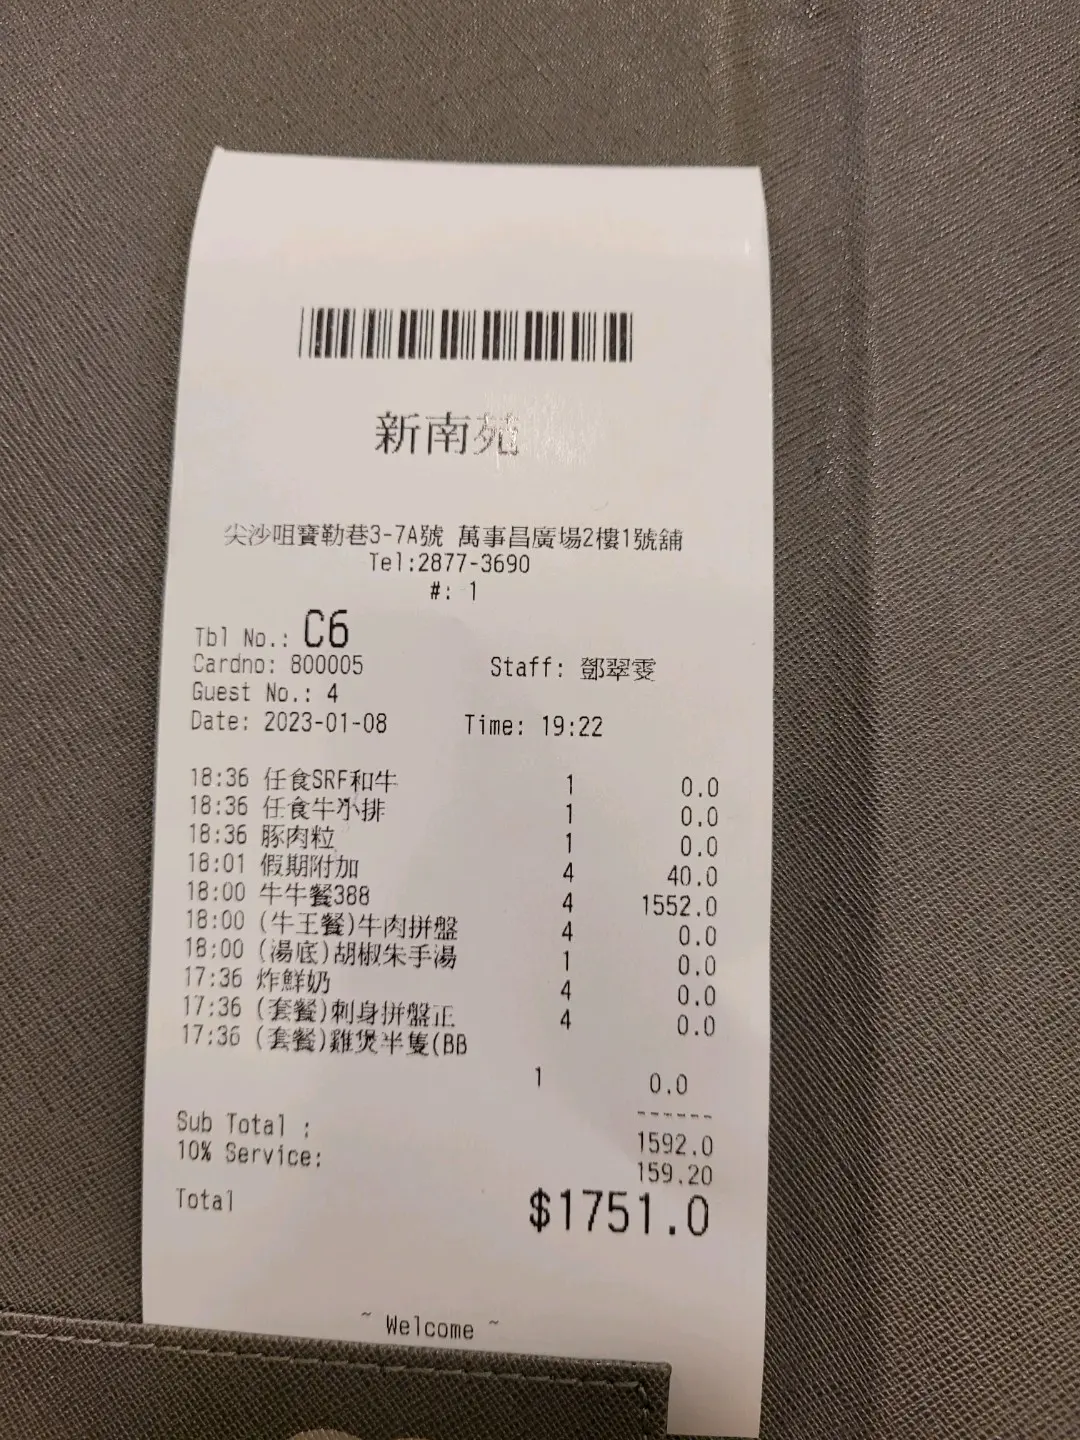 新南苑
尖沙咀寶勒巷3-7A號 萬事昌廣場2樓1號舖
Tel:2877-3690
#: 1
Tbl No.: C6
Cardno: 800005 Staff: 鄧翠雯
Guest No.: 4
Date: 2023-01-08 Time: 19:22
18:36 任食SRF和牛 1 0.0
18:36 任食牛小排 1 0.0
18:36 豚肉粒 1 0.0
18:01 假期附加 4 40.0
18:00 牛牛餐388 4 1552.0
18:00 (牛王餐)牛肉拼盤 4 0.0
18:00 (湯底)胡椒朱手湯 1 0.0
17:36 炸鮮奶 4 0.0
17:36 (套餐)刺身拼盤正 4 0.0
17:36 (套餐)雞煲半隻(BB
1 0.0
------
Sub Total : 1592.0
10% Service: 159.20
Total $1751.0
~ Welcome ~